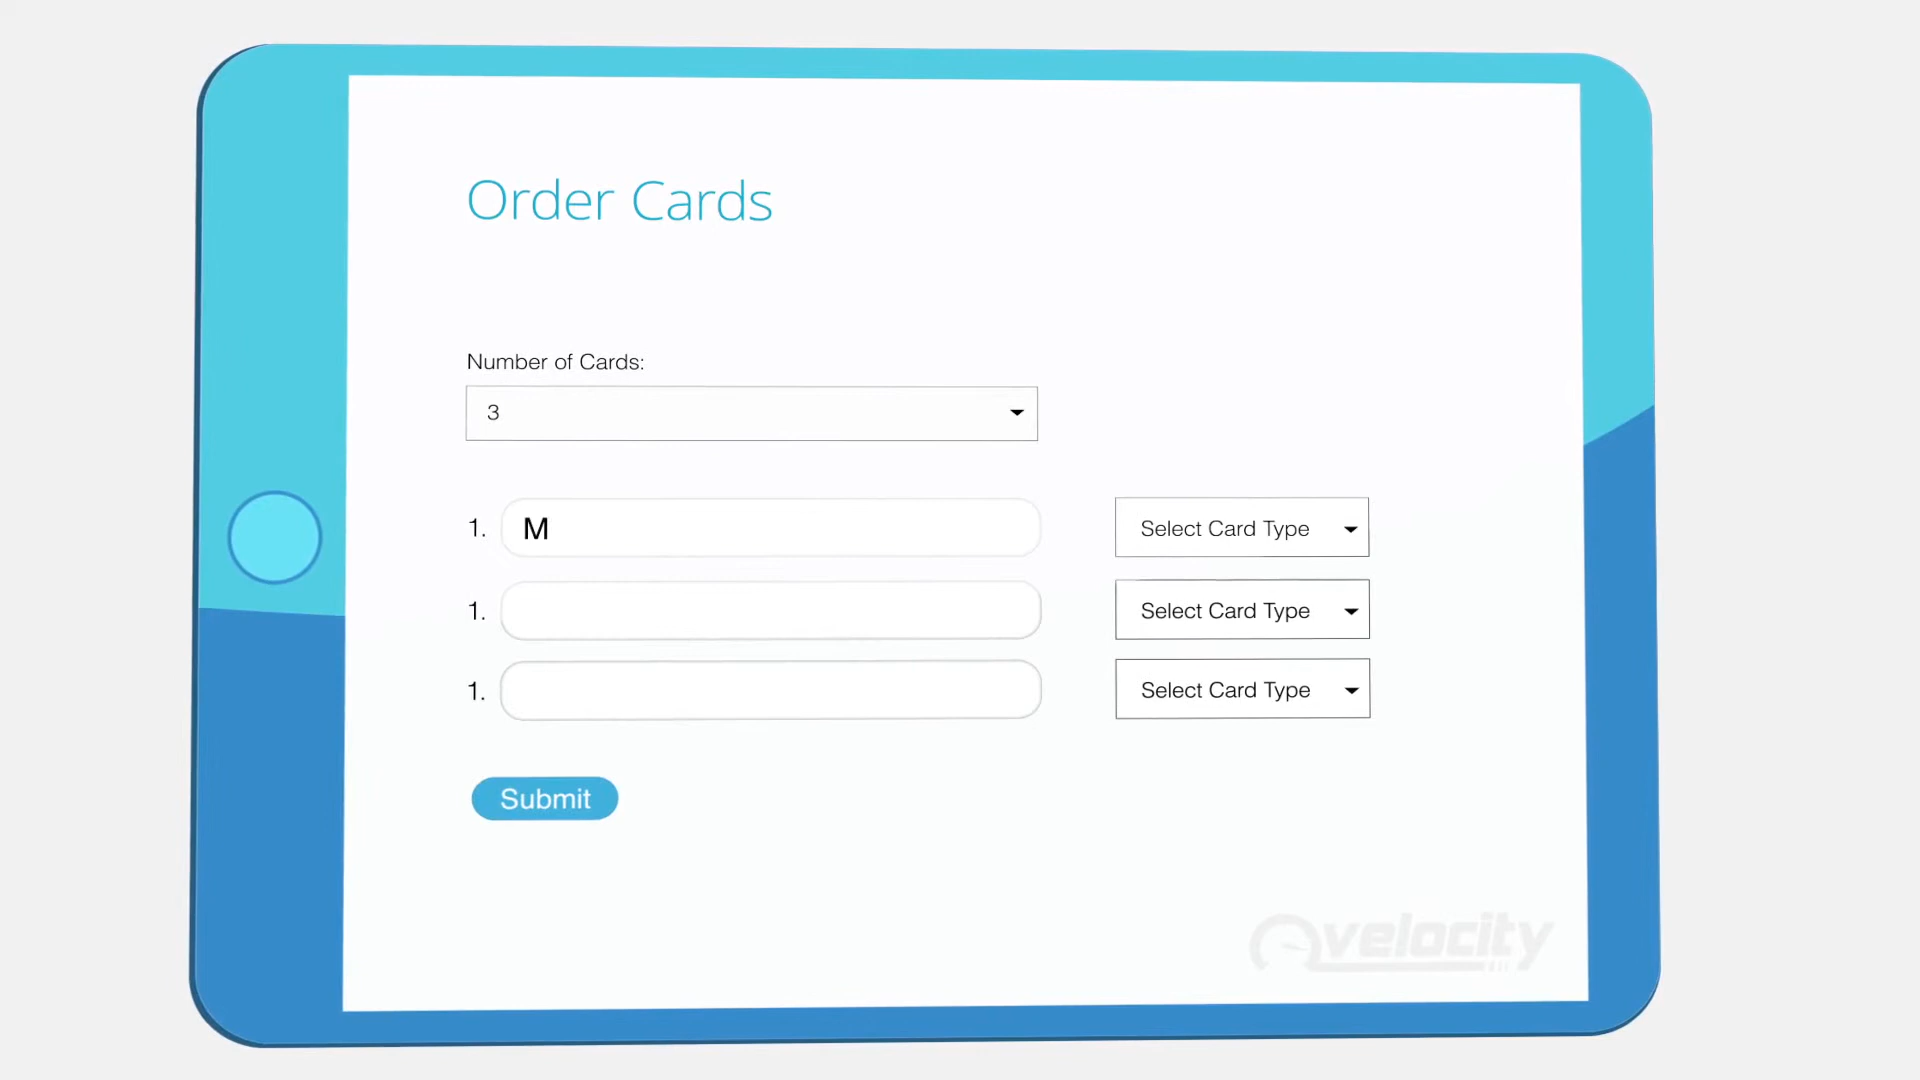 Order Cards
Number of Cards:
3
1. M Select Card Type
1. Select Card Type
1. Select Card Type
Submit
velocity